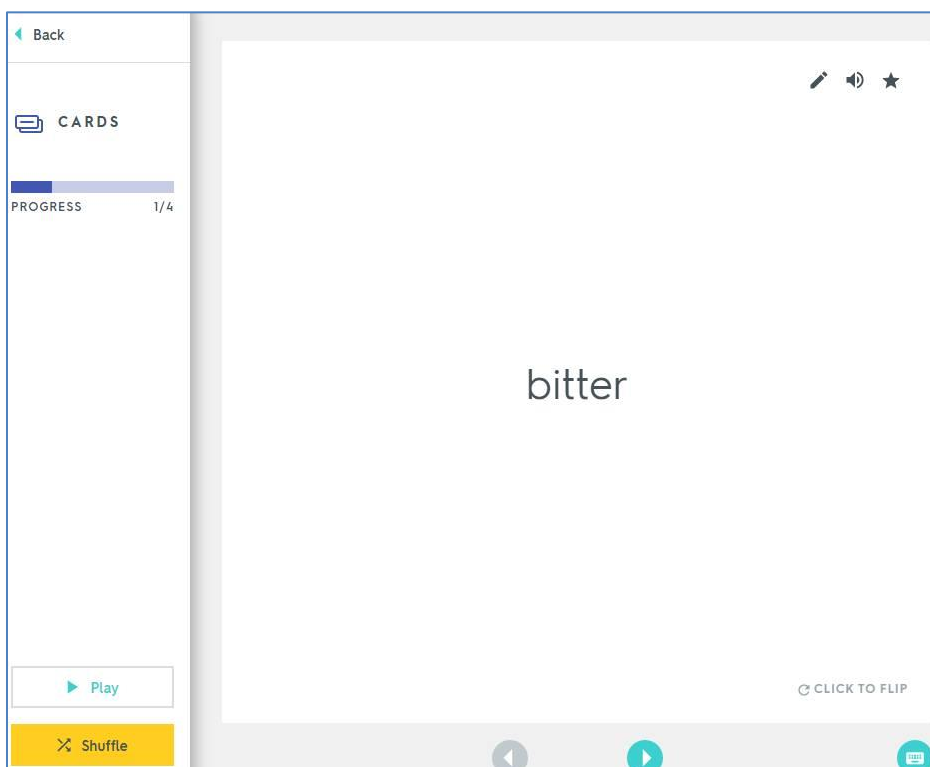 Back
CARDS
PROGRESS 1/4
bitter
CLICK TO FLIP
Play
Shuffle